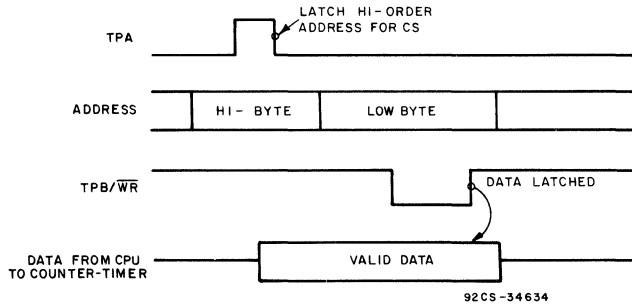 LATCH HI-ORDER
ADDRESS FOR CS
TPA
ADDRESS
HI-BYTE
LOW BYTE
TPB/W̅R̅
DATA LATCHED
DATA FROM CPU
TO COUNTER-TIMER
VALID DATA
92CS-34634